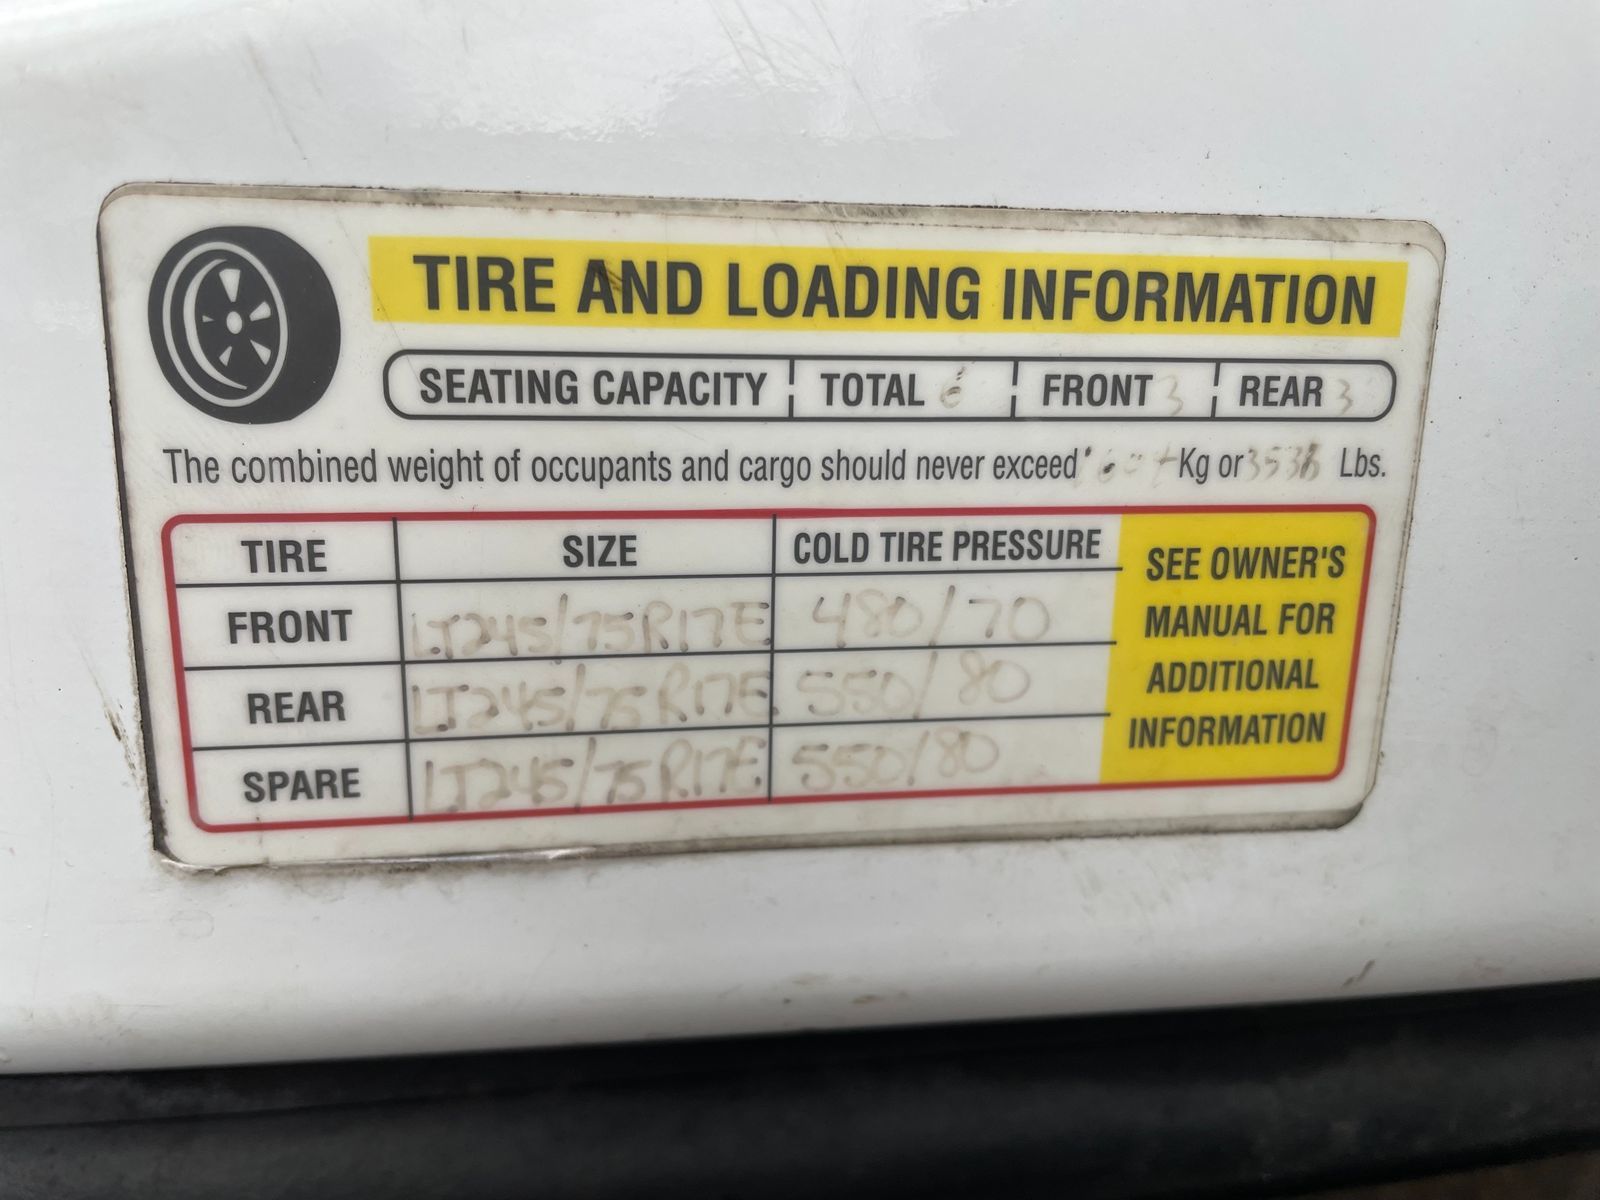 TIRE AND LOADING INFORMATION
SEATING CAPACITY TOTAL 6 FRONT 3 REAR 3
The combined weight of occupants and cargo should never exceed Kg or Lbs.
TIRE SIZE COLD TIRE PRESSURE
FRONT LT245/75R17E 480/70
REAR LT245/75R17E 550/80
SPARE LT245/75R17E 550/80
SEE OWNER'S
MANUAL FOR
ADDITIONAL
INFORMATION